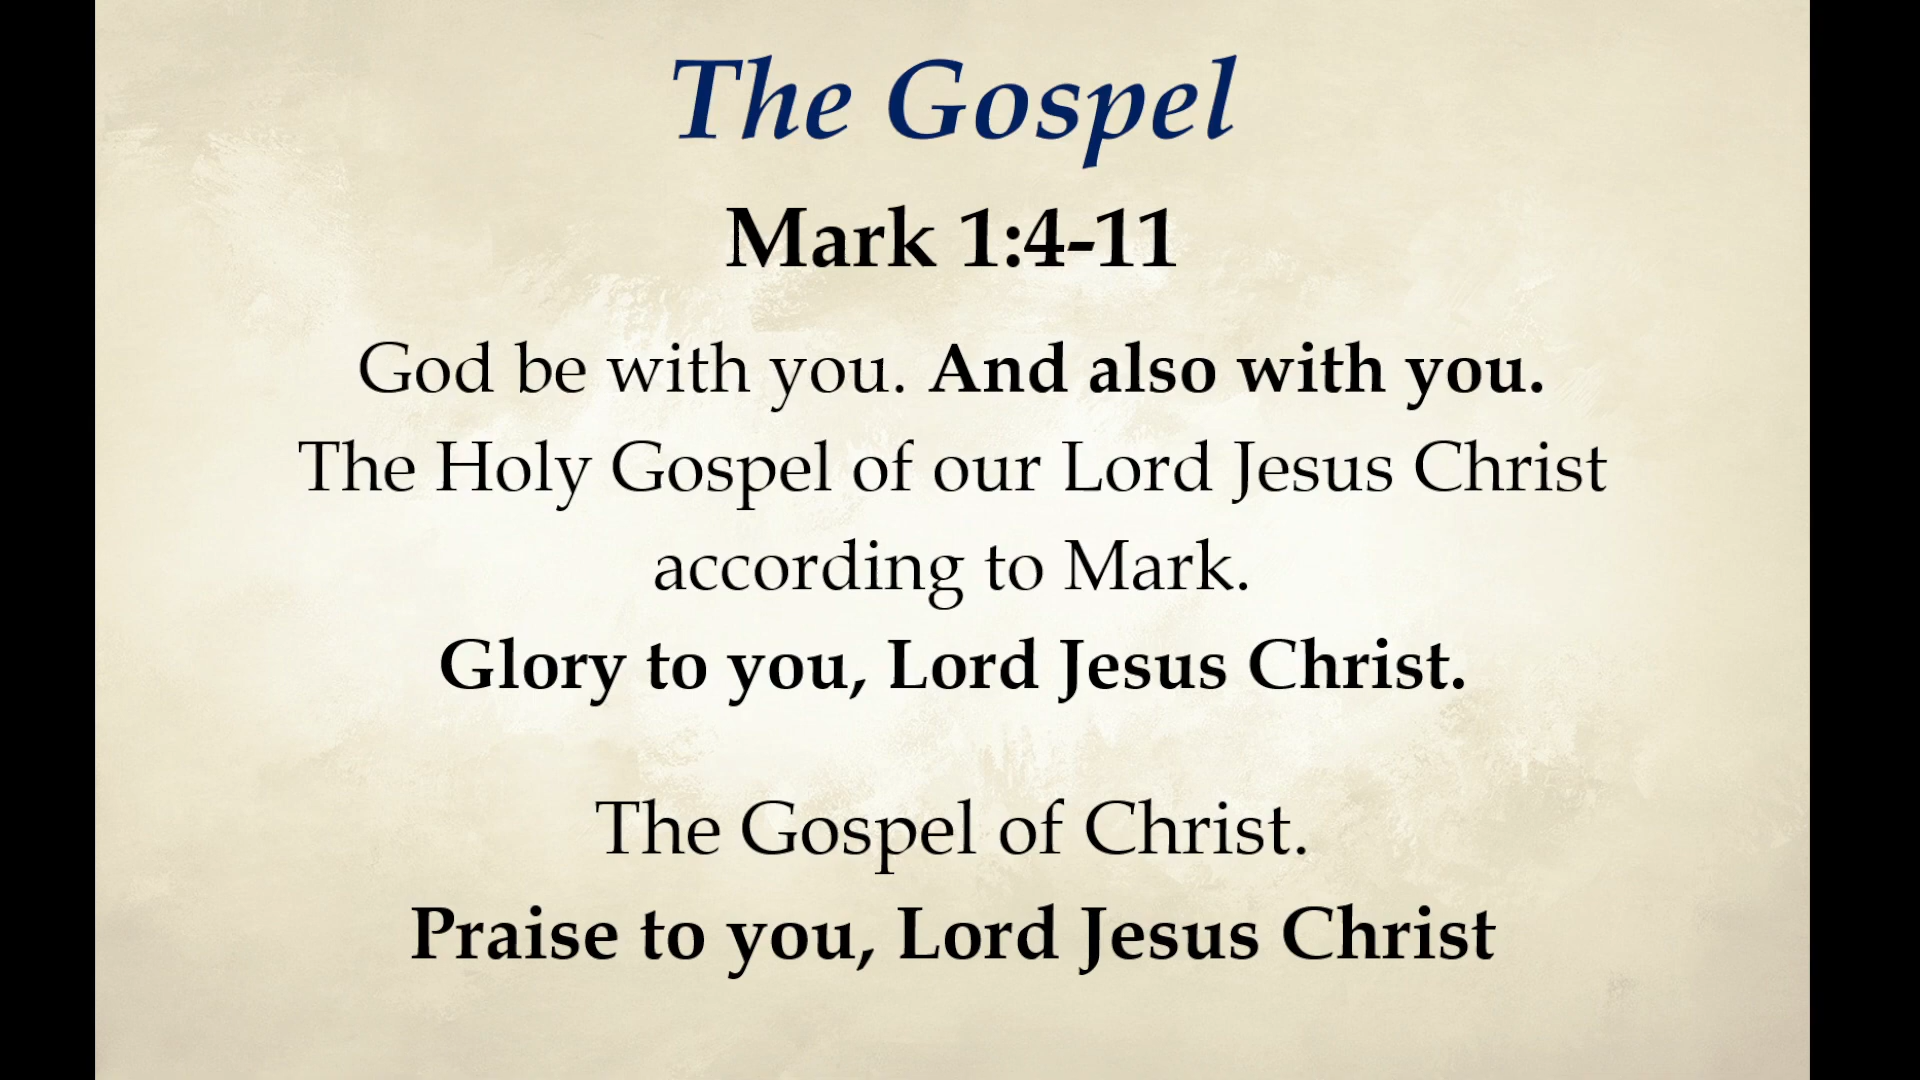 The Gospel
Mark 1:4-11
God be with you. And also with you.
The Holy Gospel of our Lord Jesus Christ
according to Mark.
Glory to you, Lord Jesus Christ.
The Gospel of Christ.
Praise to you, Lord Jesus Christ